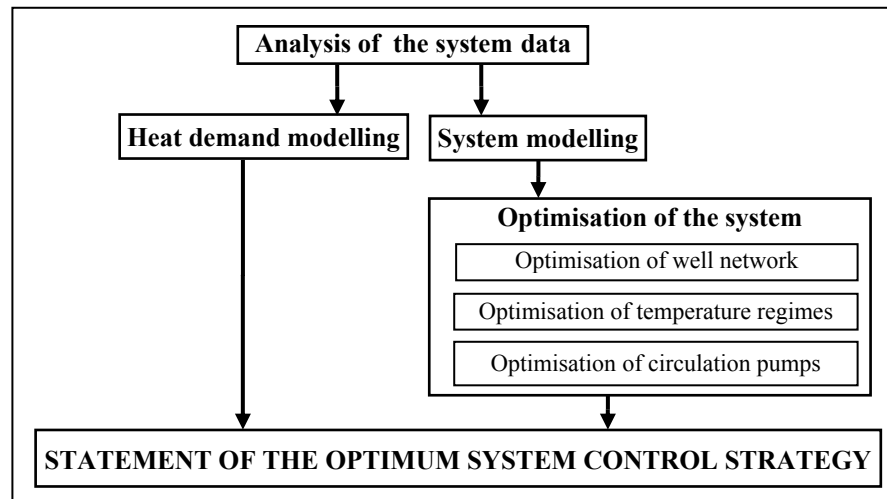 Analysis of the system data
Heat demand modelling
System modelling
Optimisation of the system
Optimisation of well network
Optimisation of temperature regimes
Optimisation of circulation pumps
STATEMENT OF THE OPTIMUM SYSTEM CONTROL STRATEGY